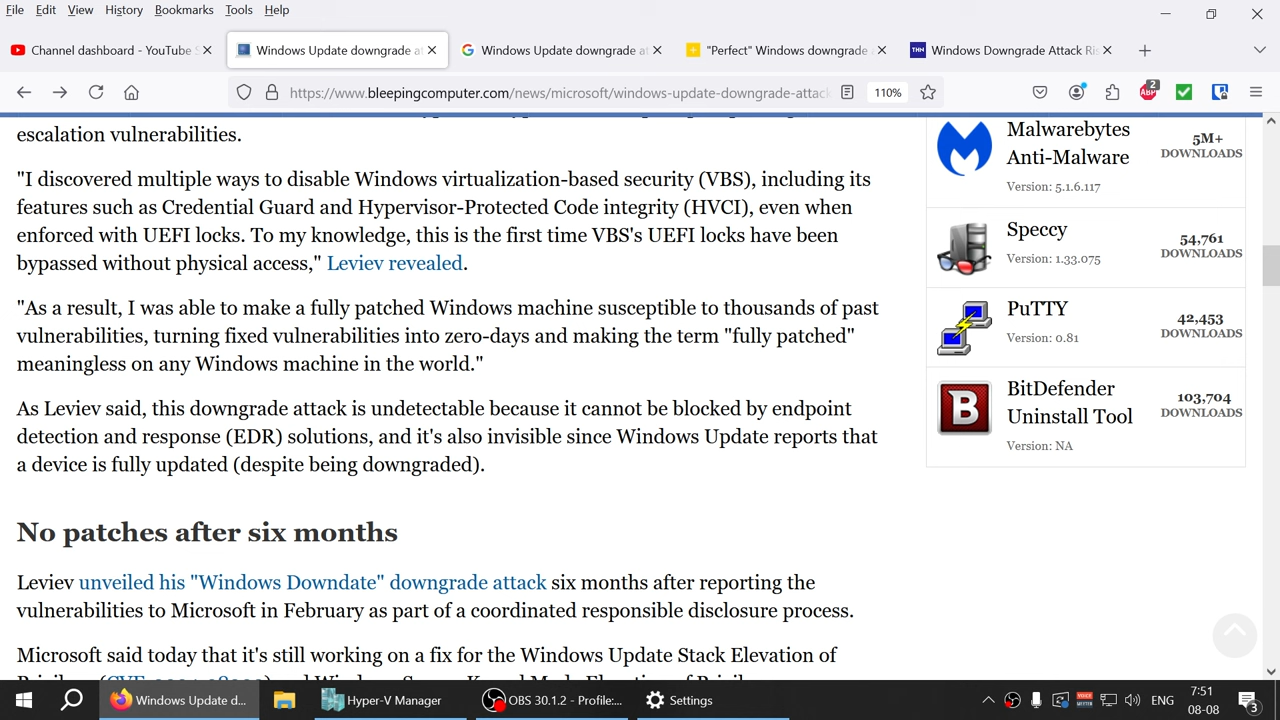 File Edit View History Bookmarks Tools Help
Channel dashboard - YouTube S
Windows Update downgrade at
Windows Update downgrade at
"Perfect" Windows downgrade a
Windows Downgrade Attack Ris
https://www.bleepingcomputer.com/news/microsoft/windows-update-downgrade-attack
110%
2
escalation vulnerabilities.
"I discovered multiple ways to disable Windows virtualization-based security (VBS), including its
features such as Credential Guard and Hypervisor-Protected Code integrity (HVCI), even when
enforced with UEFI locks. To my knowledge, this is the first time VBS's UEFI locks have been
bypassed without physical access," Leviev revealed.
"As a result, I was able to make a fully patched Windows machine susceptible to thousands of past
vulnerabilities, turning fixed vulnerabilities into zero-days and making the term "fully patched"
meaningless on any Windows machine in the world."
As Leviev said, this downgrade attack is undetectable because it cannot be blocked by endpoint
detection and response (EDR) solutions, and it's also invisible since Windows Update reports that
a device is fully updated (despite being downgraded).
No patches after six months
Leviev unveiled his "Windows Downdate" downgrade attack six months after reporting the
vulnerabilities to Microsoft in February as part of a coordinated responsible disclosure process.
Microsoft said today that it's still working on a fix for the Windows Update Stack Elevation of
Malwarebytes
Anti-Malware
Version: 5.1.6.117
5M+
DOWNLOADS
Speccy
Version: 1.33.075
54,761
DOWNLOADS
PuTTY
Version: 0.81
42,453
DOWNLOADS
BitDefender
Uninstall Tool
Version: NA
103,704
DOWNLOADS
Windows Update d...
Hyper-V Manager
OBS 30.1.2 - Profile:...
Settings
ENG
7:51
08-08
3